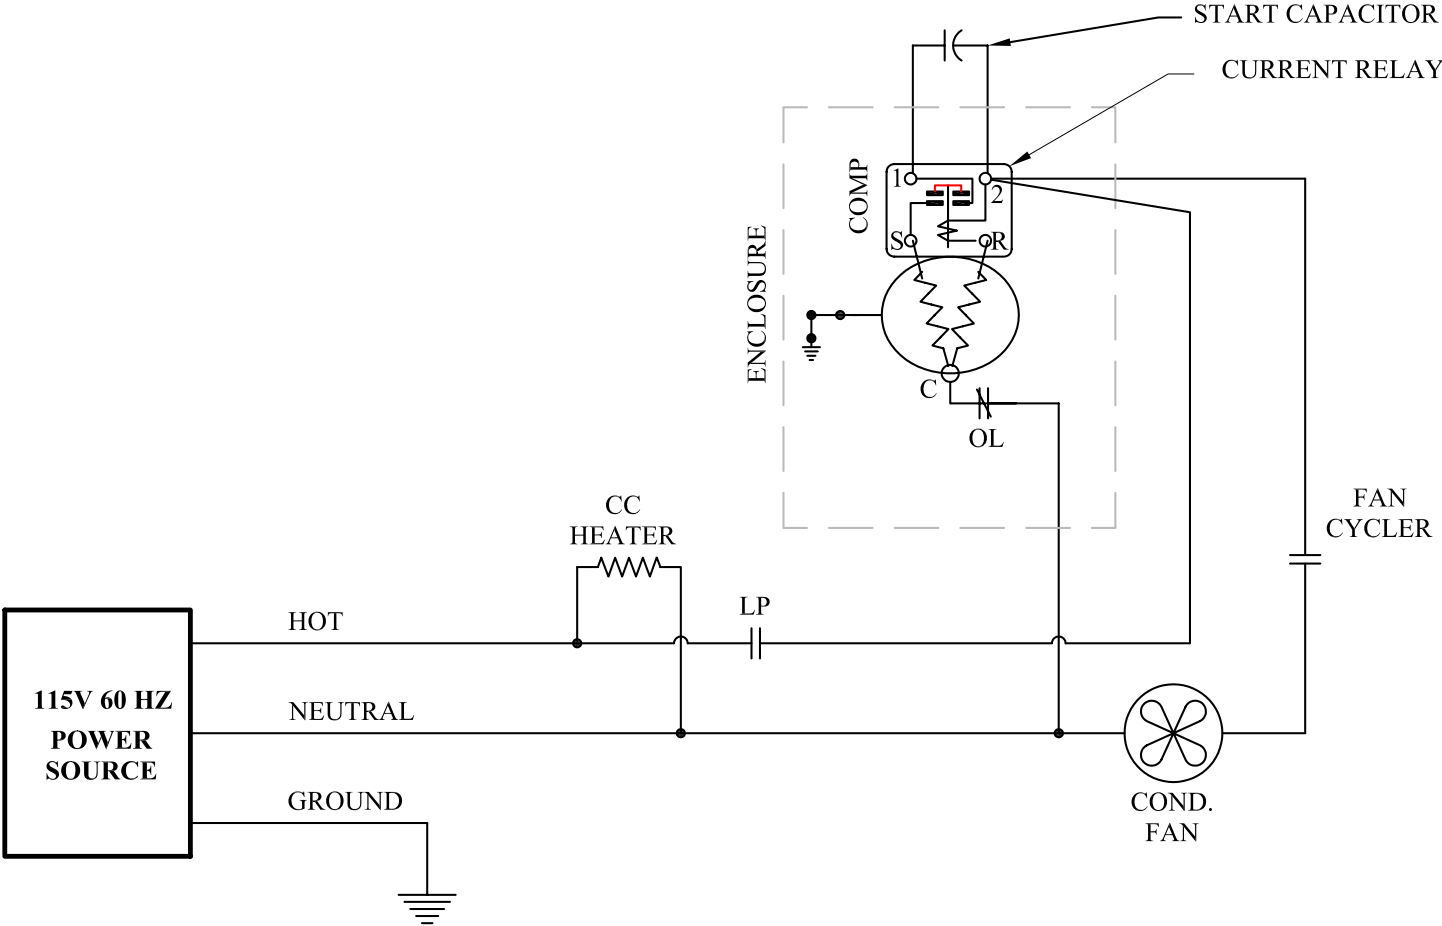 START CAPACITOR
CURRENT RELAY
COMP
1
2
S
R
ENCLOSURE
C
OL
FAN
CYCLER
CC
HEATER
LP
HOT
115V 60 HZ
POWER
SOURCE
NEUTRAL
GROUND
COND.
FAN